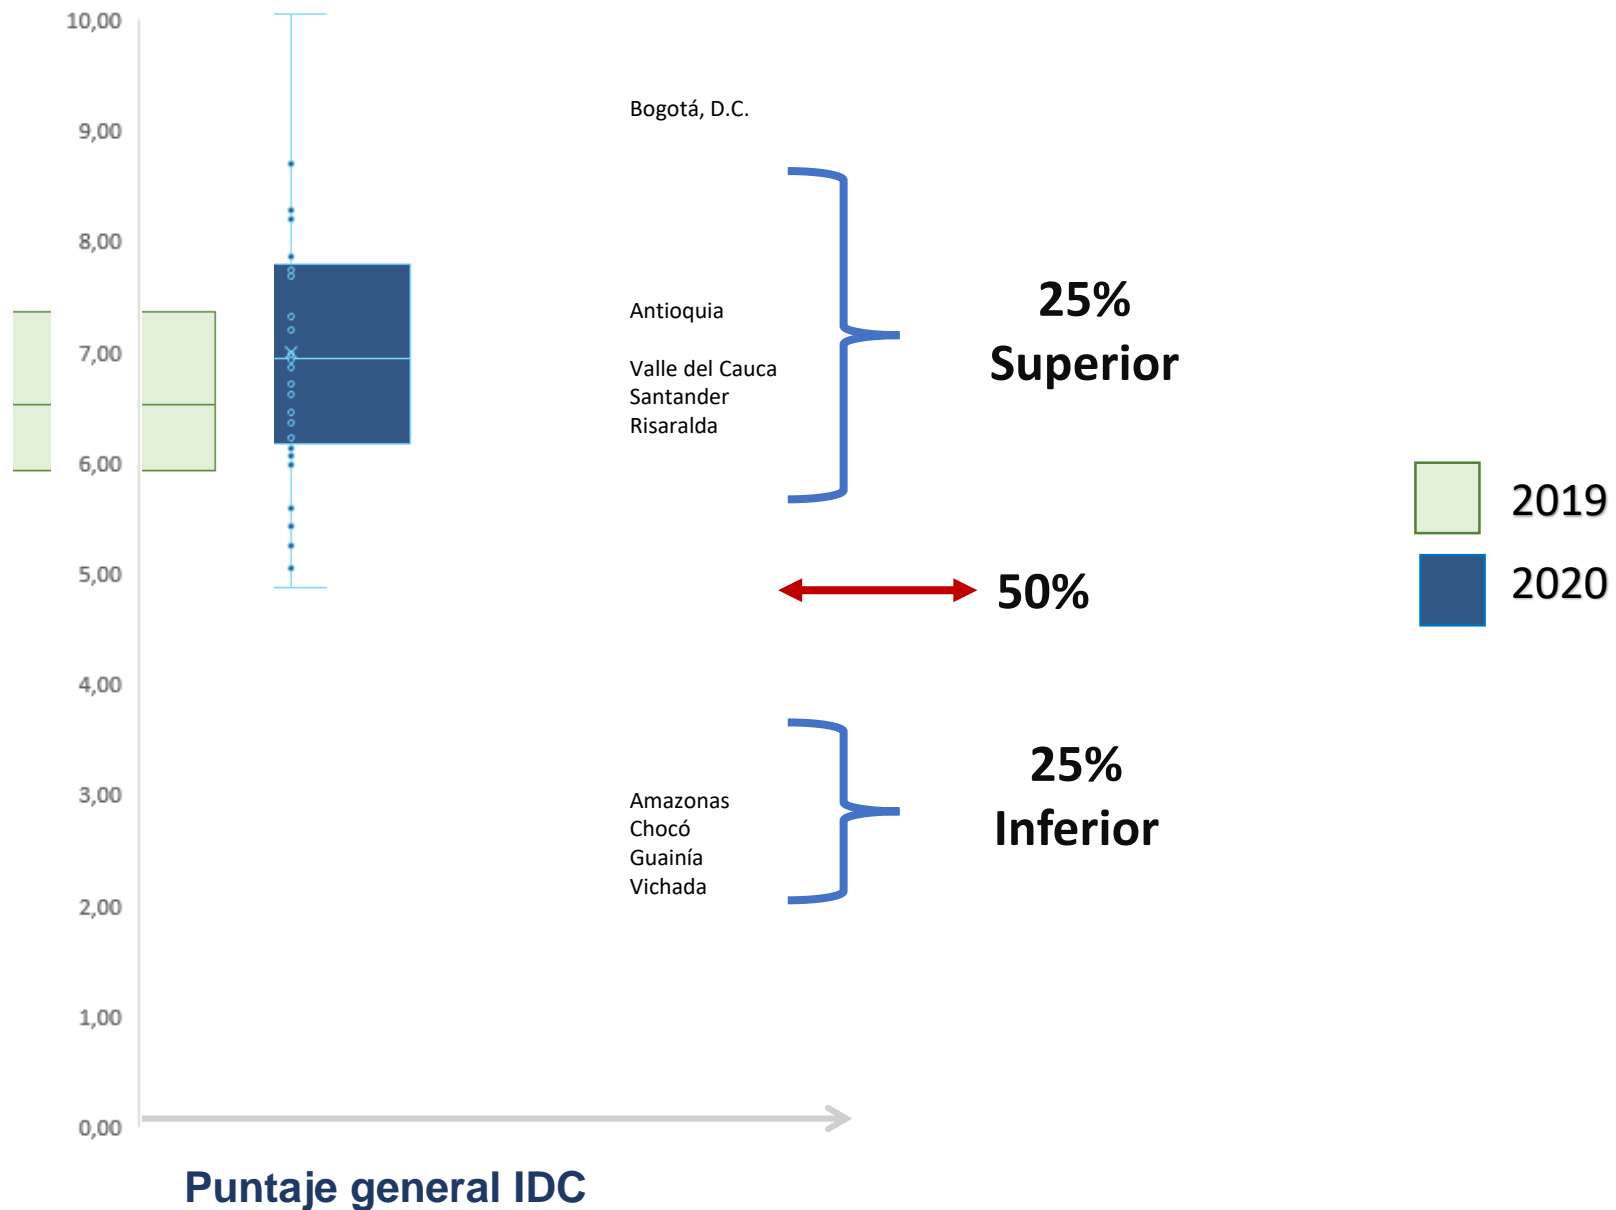 10,00
9,00
8,00
7,00
6,00
5,00
4,00
3,00
2,00
1,00
0,00
Bogotá, D.C.
Antioquia
Valle del Cauca
Santander
Risaralda
Amazonas
Chocó
Guainía
Vichada
25%
Superior
50%
25%
Inferior
2019
2020
Puntaje general IDC